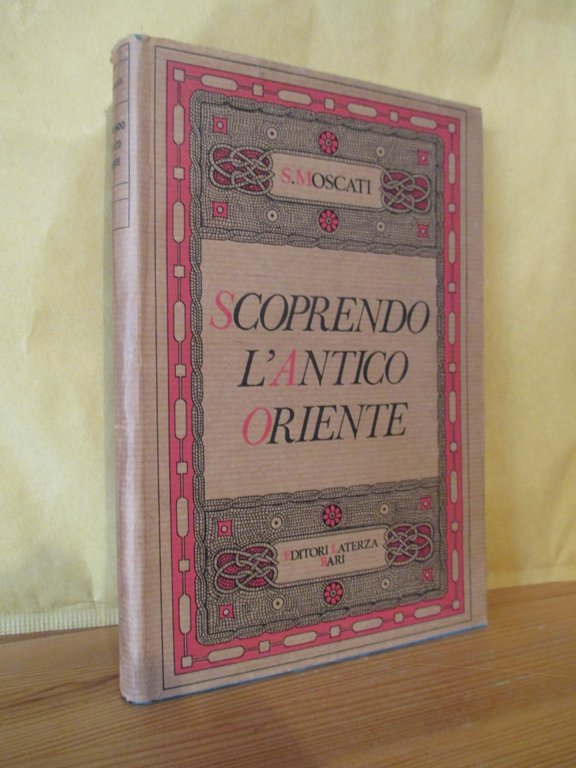 S.MOSCATI
SCOPRENDO
L'ANTICO
ORIENTE
EDITORI LATERZA
BARI